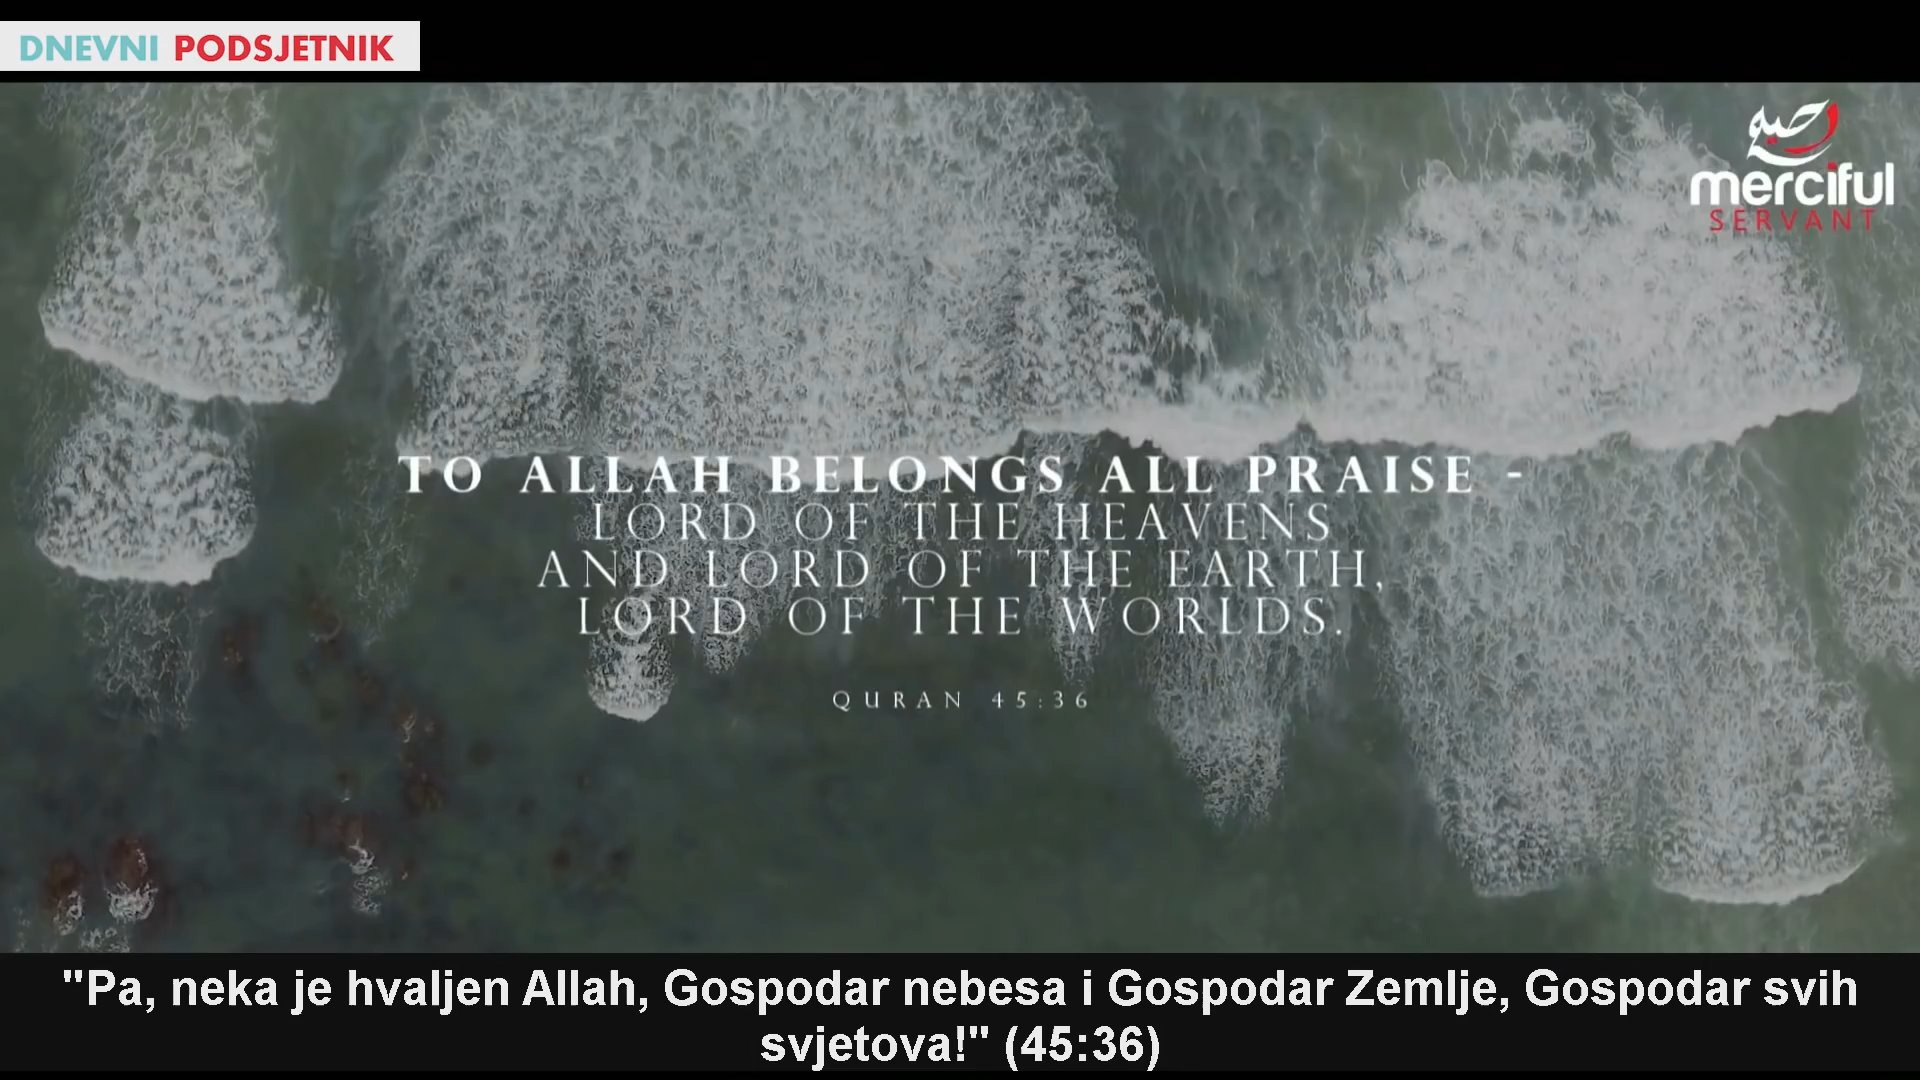 DNEVNI PODSJETNIK
merciful
SERVANT
TO ALLAH BELONGS ALL PRAISE -
LORD OF THE HEAVENS
AND LORD OF THE EARTH,
LORD OF THE WORLDS.
QURAN 45:36
"Pa, neka je hvaljen Allah, Gospodar nebesa i Gospodar Zemlje, Gospodar svih
svjetova!" (45:36)